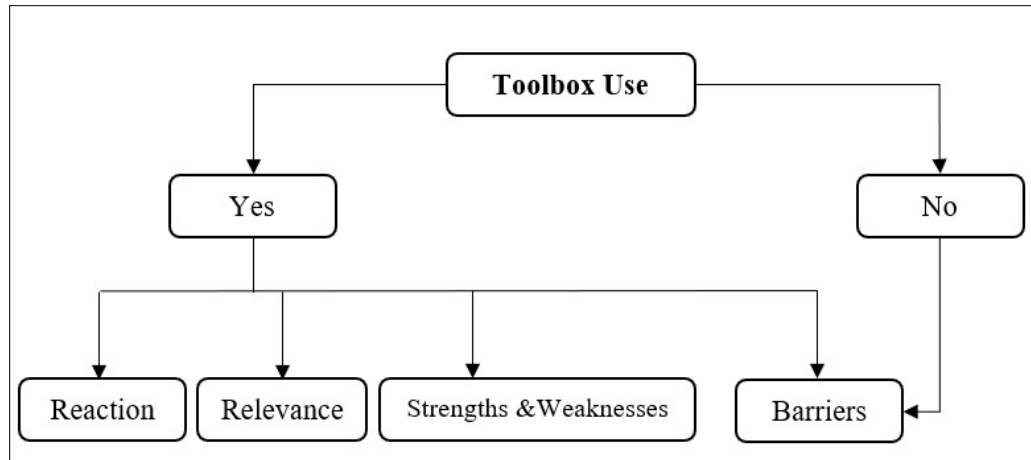 Toolbox Use
Yes
No
Reaction
Relevance
Strengths &Weaknesses
Barriers